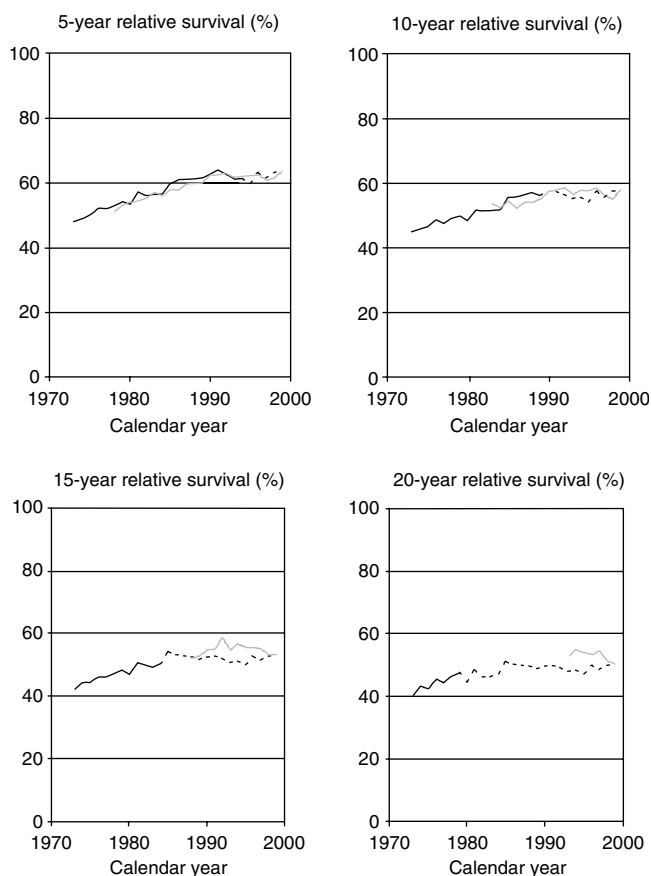 5-year relative survival (%)
100
80
60
40
20
0
1970 1980 1990 2000
Calendar year
10-year relative survival (%)
100
80
60
40
20
0
1970 1980 1990 2000
Calendar year
15-year relative survival (%)
100
80
60
40
20
0
1970 1980 1990 2000
Calendar year
20-year relative survival (%)
100
80
60
40
20
0
1970 1980 1990 2000
Calendar year